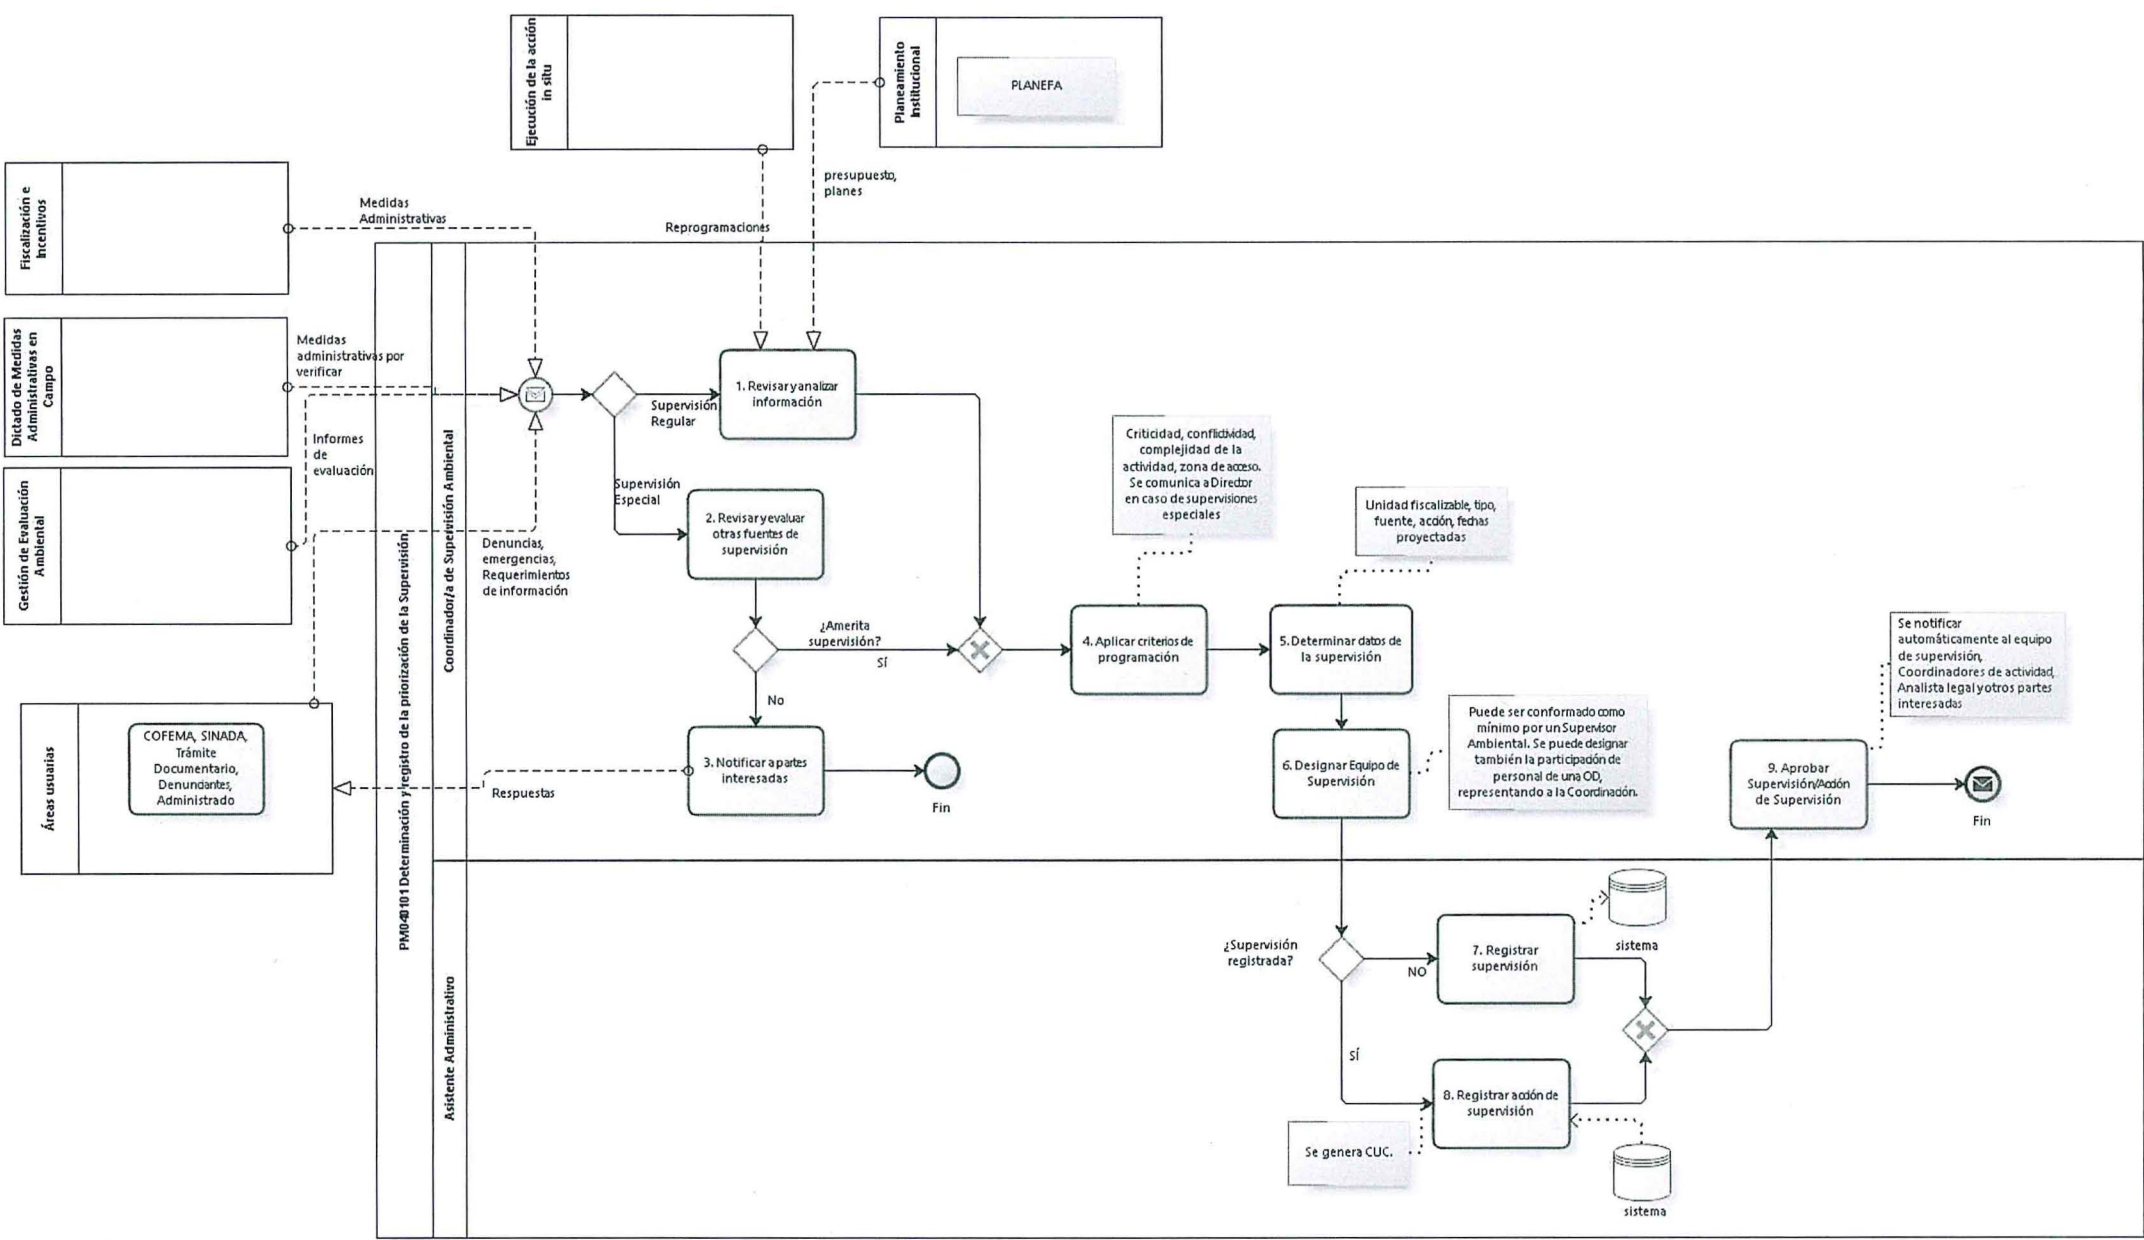 Ejecución de la acción
in situ
Planeamiento
Institucional
PLANEFA
presupuesto,
planes
Fiscalización e
Incentivos
Medidas
Administrativas
Reprogramaciones
Dictado de Medidas
Administrativas en
Campo
Medidas
administrativas por
verificar
Gestión de Evaluación
Ambiental
Informes
de
evaluación
Áreas usuarias
COFEMA, SINADA,
Trámite
Documentario,
Denunciantes,
Administrado
PM040101 Determinación y registro de la priorización de la Supervisión
Coordinador/a de Supervisión Ambiental
Asistente Administrativo
Denuncias,
emergencias,
Requerimientos
de información
Supervisión
Regular
Supervisión
Especial
1. Revisar y analizar
información
2. Revisar y evaluar
otras fuentes de
supervisión
¿Amerita
supervisión?
SÍ
No
3. Notificar a partes
interesadas
Respuestas
Fin
Criticidad, conflictividad,
complejidad de la
actividad, zona de acceso.
Se comunica a Director
en caso de supervisiones
especiales
4. Aplicar criterios de
programación
Unidad fiscalizable, tipo,
fuente, acción, fechas
proyectadas
5. Determinar datos de
la supervisión
6. Designar Equipo de
Supervisión
Puede ser conformado como
mínimo por un Supervisor
Ambiental. Se puede designar
también la participación de
personal de una OD,
representando a la Coordinación.
Se notificar
automáticamente al equipo
de supervisión,
Coordinadores de actividad,
Analista legal y otros partes
interesadas
9. Aprobar
Supervisión/Acción
de Supervisión
Fin
¿Supervisión
registrada?
NO
SÍ
7. Registrar
supervisión
sistema
8. Registrar acción de
supervisión
Se genera CUC.
sistema